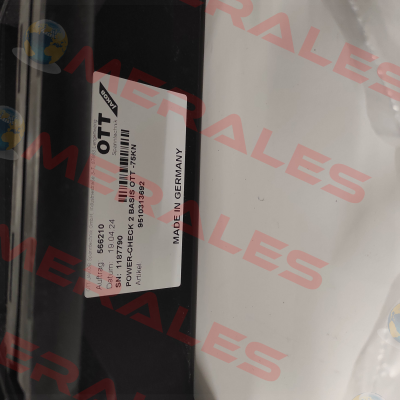 OTT
POWER-CHECK 2 BASIS OTT -75KN
9510313692
Auftrag: 566210
Datum: 19.04.24
SN: 1187790
Artikel:
MADE IN GERMANY
MERALES
MERALES
MERALES
MERALES